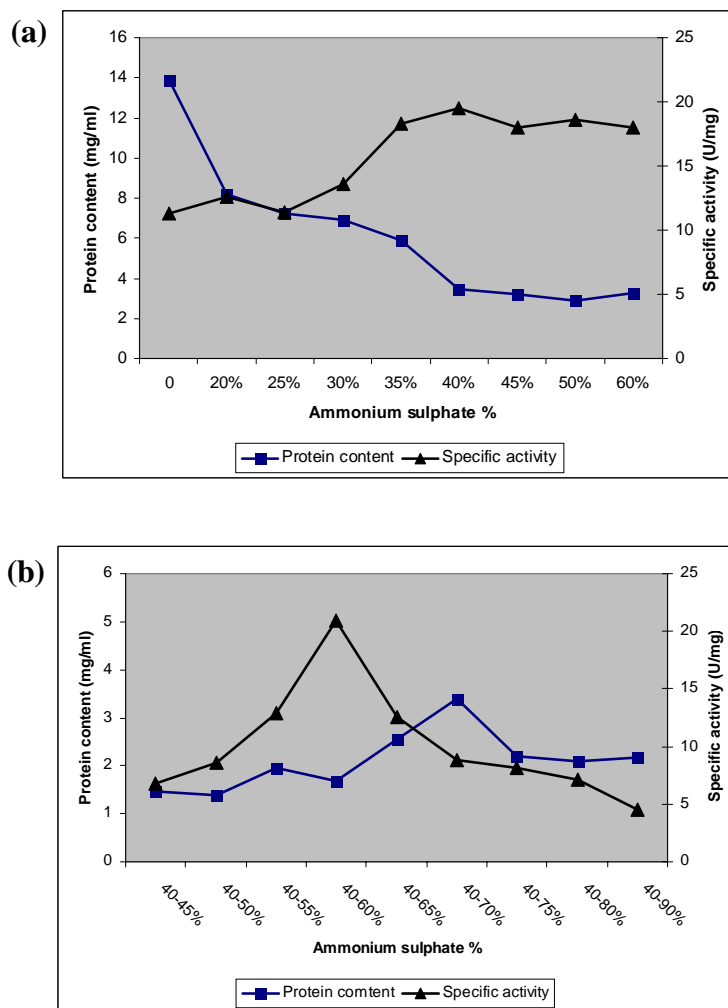 (a)
16
14
12
10
8
6
4
2
0
Protein content (mg/ml)
25
20
15
10
5
0
Specific activity (U/mg)
0 20% 25% 30% 35% 40% 45% 50% 60%
Ammonium sulphate %
Protein content Specific activity
(b)
6
5
4
3
2
1
0
Protein content (mg/ml)
25
20
15
10
5
0
Specific activity (U/mg)
40-45% 40-50% 40-55% 40-60% 40-65% 40-70% 40-75% 40-80% 40-90%
Ammonium sulphate %
Protein comtent Specific activity